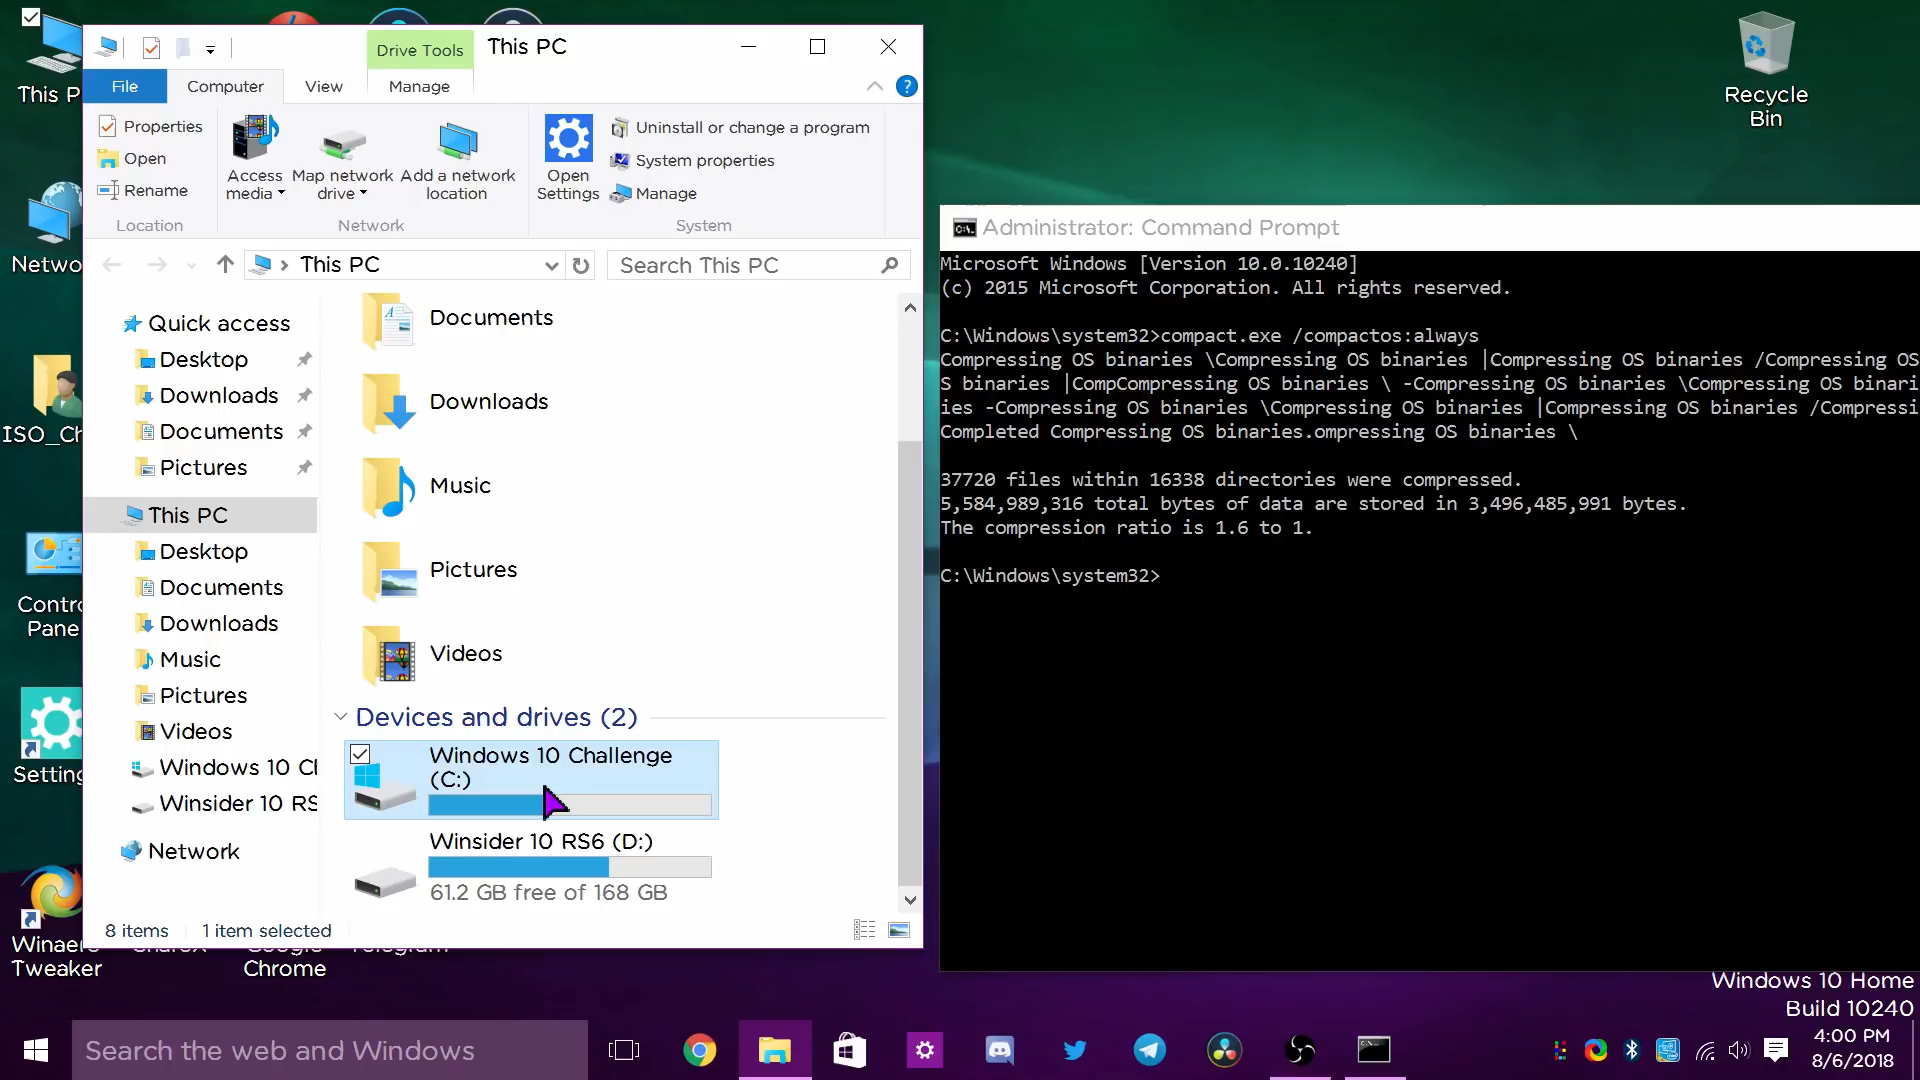 This P
Netwo
ISO_Ch
Contro
Pane
Setting
Winaero
Tweaker
Google
Chrome
Recycle
Bin
Drive Tools
This PC
File
Computer
View
Manage
Properties
Open
Rename
Location
Access
media
Map network
drive
Add a network
location
Network
Open
Settings
Uninstall or change a program
System properties
Manage
System
This PC
Search This PC
Quick access
Desktop
Downloads
Documents
Pictures
This PC
Desktop
Documents
Downloads
Music
Pictures
Videos
Windows 10 Cl
Winsider 10 RS
Network
Documents
Downloads
Music
Pictures
Videos
Devices and drives (2)
Windows 10 Challenge
(C:)
Winsider 10 RS6 (D:)
61.2 GB free of 168 GB
8 items
1 item selected
Administrator: Command Prompt
Microsoft Windows [Version 10.0.10240]
(c) 2015 Microsoft Corporation. All rights reserved.
C:\Windows\system32>compact.exe /compactos:always
Compressing OS binaries \Compressing OS binaries |Compressing OS binaries /Compressing OS
S binaries |CompCompressing OS binaries \ -Compressing OS binaries \Compressing OS binari
ies -Compressing OS binaries \Compressing OS binaries |Compressing OS binaries /Compressi
Completed Compressing OS binaries.ompressing OS binaries \
37720 files within 16338 directories were compressed.
5,584,989,316 total bytes of data are stored in 3,496,485,991 bytes.
The compression ratio is 1.6 to 1.
C:\Windows\system32>
Windows 10 Home
Build 10240
Search the web and Windows
4:00 PM
8/6/2018